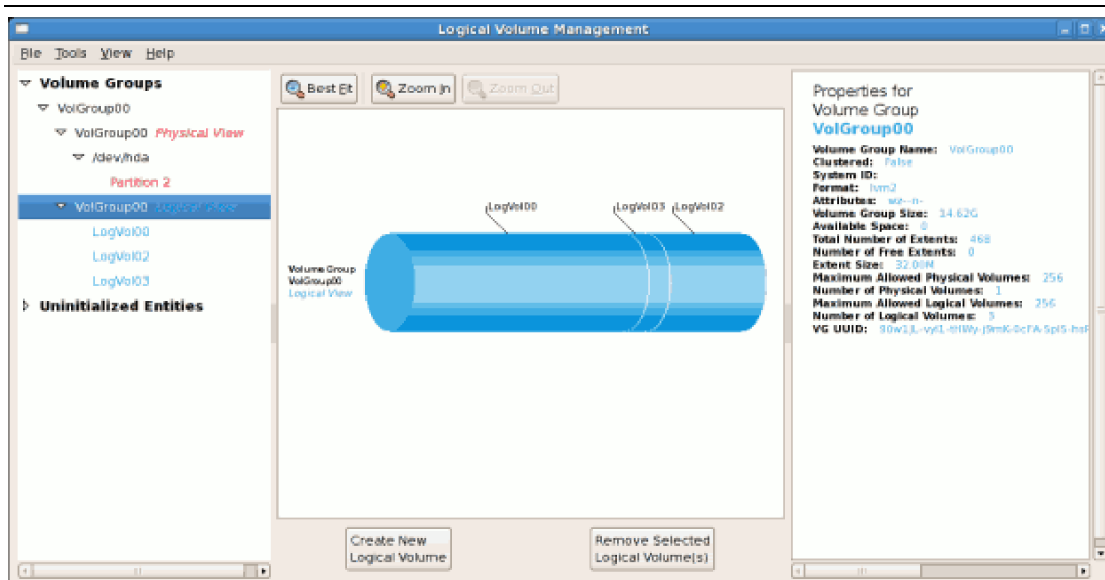 Logical Volume Management
File Tools View Help
Volume Groups
VolGroup00
VolGroup00 Physical View
/dev/hda
Partition 2
VolGroup00 Logical View
LogVol00
LogVol02
LogVol03
Uninitialized Entities
Best Fit Zoom In Zoom Out
LogVol00 LogVol03 LogVol02
Volume Group
VolGroup00
Logical View
Create New
Logical Volume
Remove Selected
Logical Volume(s)
Properties for
Volume Group
VolGroup00
Volume Group Name: VolGroup00
Clustered: False
System ID:
Format: lvm2
Attributes: wz--n-
Volume Group Size: 14.62G
Available Space: 0
Total Number of Extents: 468
Number of Free Extents: 0
Extent Size: 32.00M
Maximum Allowed Physical Volumes: 256
Number of Physical Volumes: 1
Maximum Allowed Logical Volumes: 256
Number of Logical Volumes: 3
VG UUID: